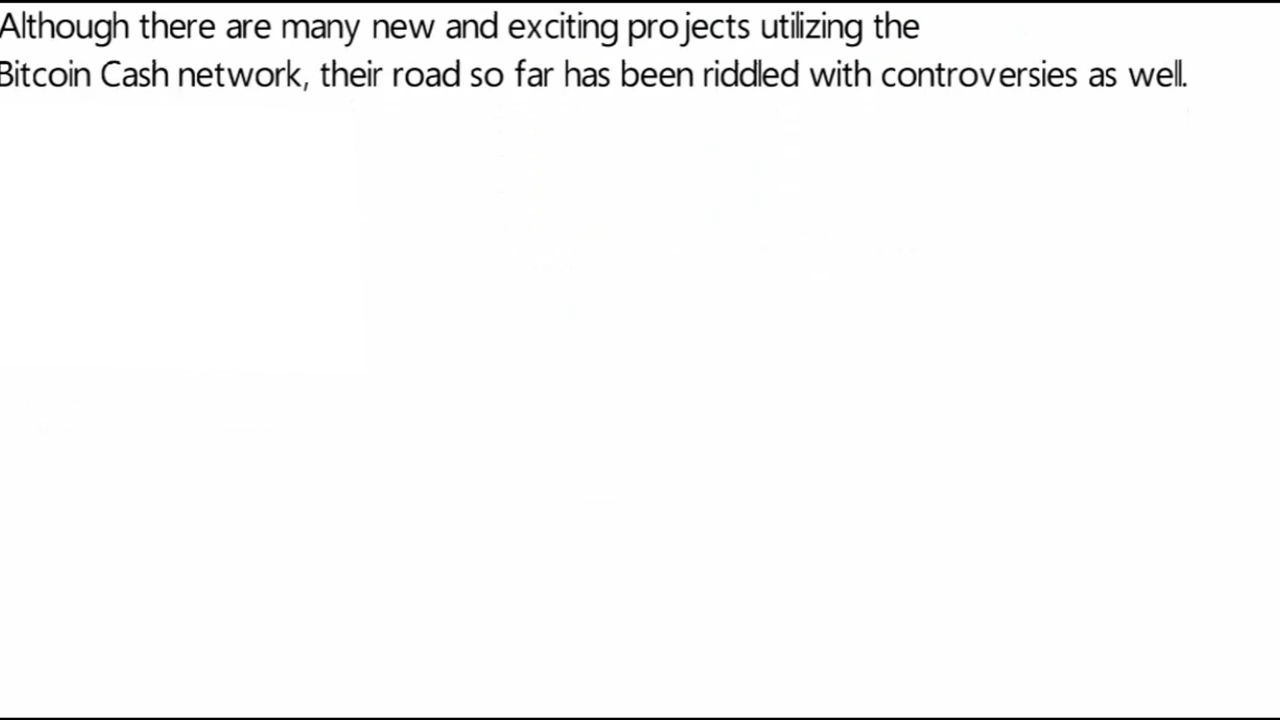 Although there are many new and exciting projects utilizing the
Bitcoin Cash network, their road so far has been riddled with controversies as well.